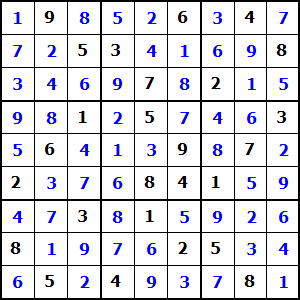 1 9 8 5 2 6 3 4 7
7 2 5 3 4 1 6 9 8
3 4 6 9 7 8 2 1 5
9 8 1 2 5 7 4 6 3
5 6 4 1 3 9 8 7 2
2 3 7 6 8 4 1 5 9
4 7 3 8 1 5 9 2 6
8 1 9 7 6 2 5 3 4
6 5 2 4 9 3 7 8 1